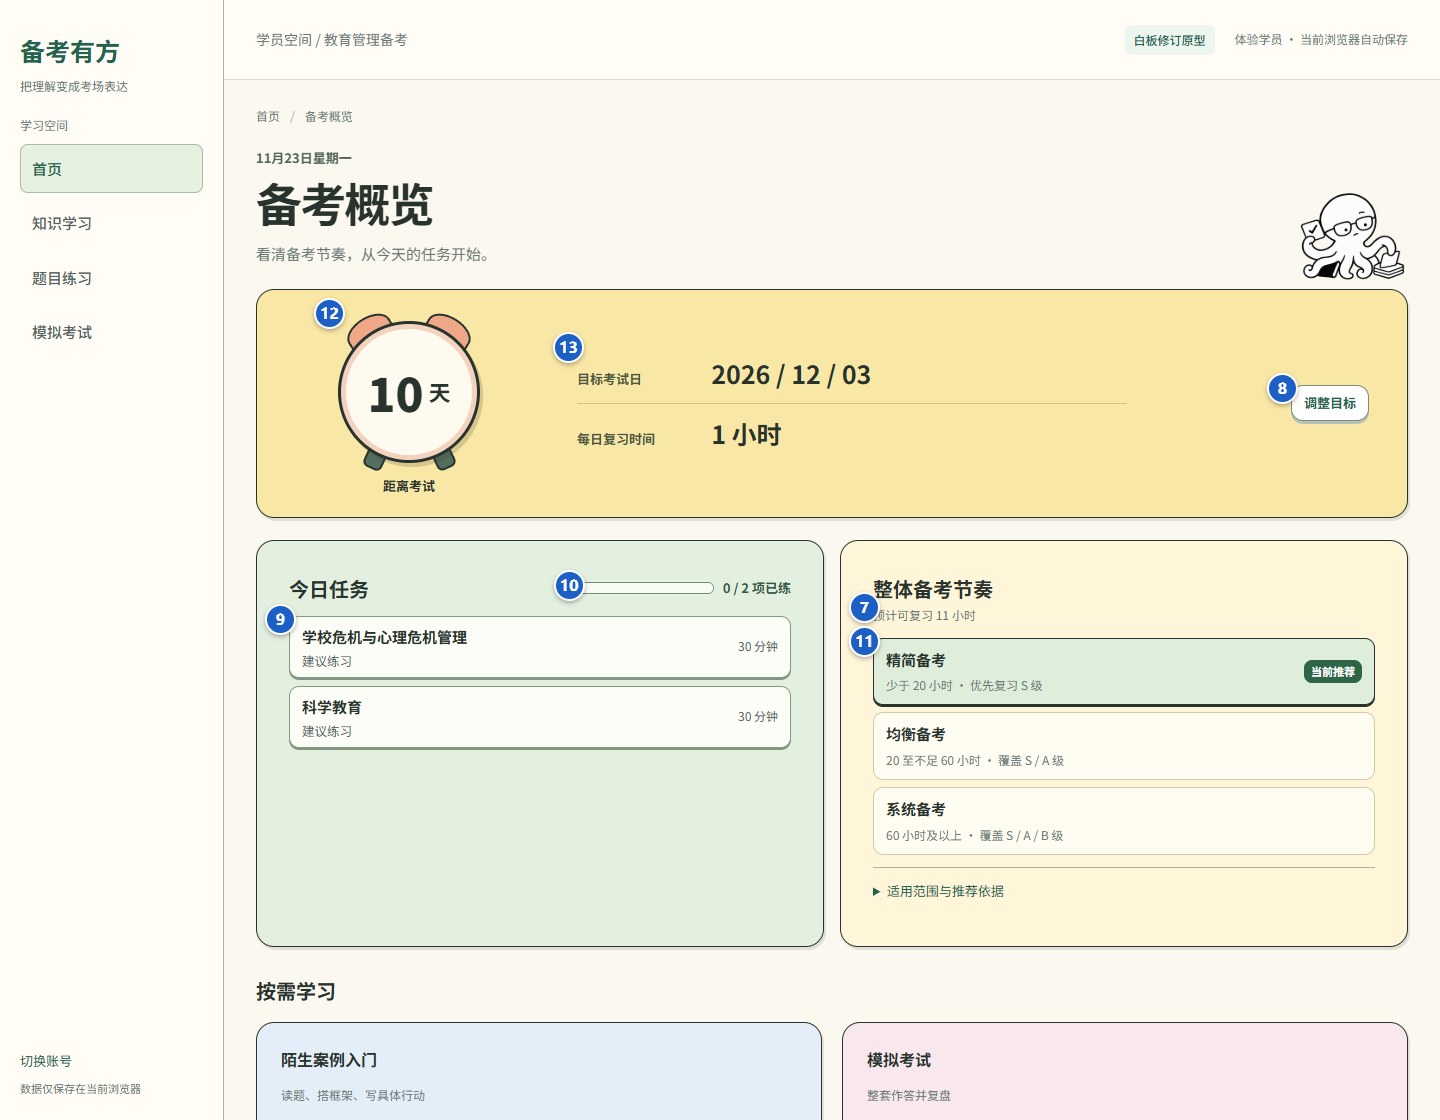 备考有方
把理解变成考场表达
学习空间
首页
知识学习
题目练习
模拟考试
切换账号
数据仅保存在当前浏览器
学员空间 / 教育管理备考
白板修订原型
体验学员 · 当前浏览器自动保存
首页 / 备考概览
11月23日星期一
备考概览
看清备考节奏，从今天的任务开始。
12
10 天
距离考试
13
目标考试日 2026 / 12 / 03
每日复习时间 1 小时
8
调整目标
今日任务
10
0 / 2 项已练
9
学校危机与心理危机管理
建议练习
30 分钟
科学教育
建议练习
30 分钟
整体备考节奏
7
预计可复习 11 小时
11
精简备考
少于 20 小时 · 优先复习 S 级
当前推荐
均衡备考
20 至不足 60 小时 · 覆盖 S / A 级
系统备考
60 小时及以上 · 覆盖 S / A / B 级
▶ 适用范围与推荐依据
按需学习
陌生案例入门
读题、搭框架、写具体行动
模拟考试
整套作答并复盘